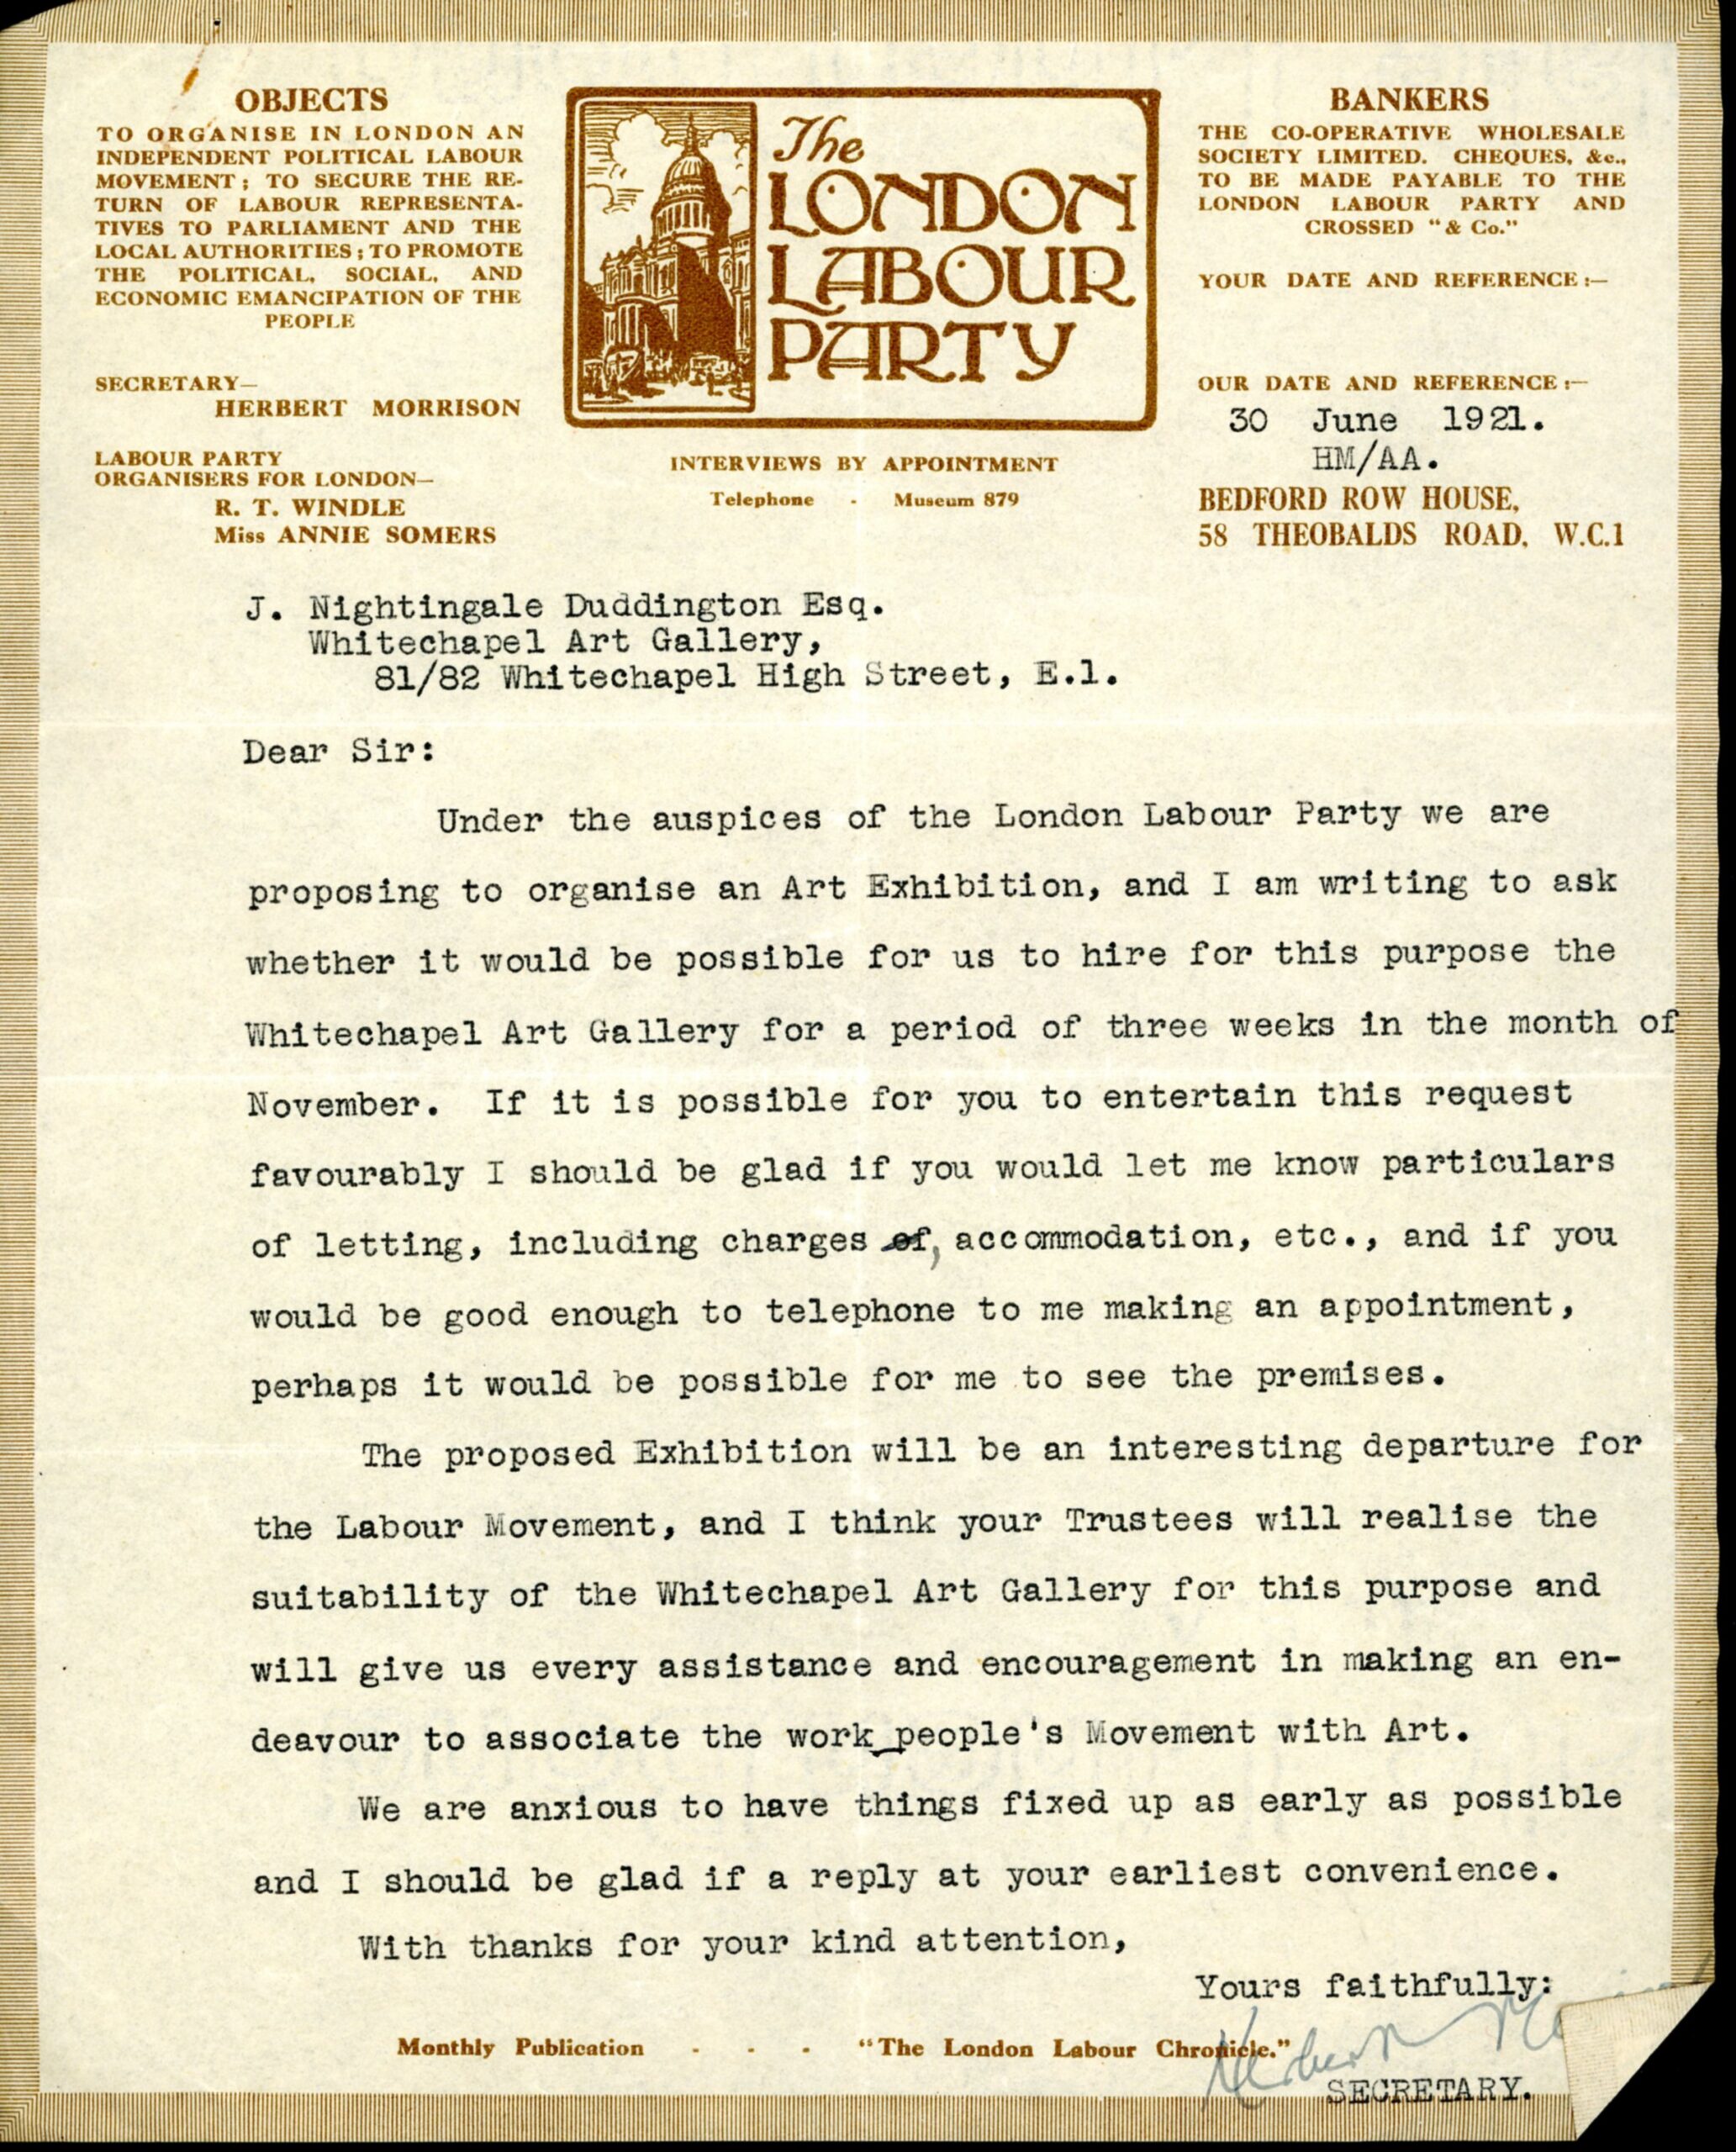 OBJECTS
TO ORGANISE IN LONDON AN
INDEPENDENT POLITICAL LABOUR
MOVEMENT; TO SECURE THE RE-
TURN OF LABOUR REPRESENTA-
TIVES TO PARLIAMENT AND THE
LOCAL AUTHORITIES; TO PROMOTE
THE POLITICAL, SOCIAL, AND
ECONOMIC EMANCIPATION OF THE
PEOPLE
SECRETARY—
HERBERT MORRISON
LABOUR PARTY
ORGANISERS FOR LONDON—
R. T. WINDLE
Miss ANNIE SOMERS
The
LONDON
LABOUR
PARTY
INTERVIEWS BY APPOINTMENT
Telephone - Museum 879
BANKERS
THE CO-OPERATIVE WHOLESALE
SOCIETY LIMITED. CHEQUES, &c.,
TO BE MADE PAYABLE TO THE
LONDON LABOUR PARTY AND
CROSSED "& Co."
YOUR DATE AND REFERENCE:—
OUR DATE AND REFERENCE:—
30 June 1921.
HM/AA.
BEDFORD ROW HOUSE,
58 THEOBALDS ROAD, W.C.1
J. Nightingale Duddington Esq.
Whitechapel Art Gallery,
81/82 Whitechapel High Street, E.1.
Dear Sir:
Under the auspices of the London Labour Party we are
proposing to organise an Art Exhibition, and I am writing to ask
whether it would be possible for us to hire for this purpose the
Whitechapel Art Gallery for a period of three weeks in the month of
November. If it is possible for you to entertain this request
favourably I should be glad if you would let me know particulars
of letting, including charges of, accommodation, etc., and if you
would be good enough to telephone to me making an appointment,
perhaps it would be possible for me to see the premises.
The proposed Exhibition will be an interesting departure for
the Labour Movement, and I think your Trustees will realise the
suitability of the Whitechapel Art Gallery for this purpose and
will give us every assistance and encouragement in making an en-
deavour to associate the work people's Movement with Art.
We are anxious to have things fixed up as early as possible
and I should be glad if a reply at your earliest convenience.
With thanks for your kind attention,
Yours faithfully:
Herbert
Monthly Publication - - - "The London Labour Chronicle."
SECRETARY.